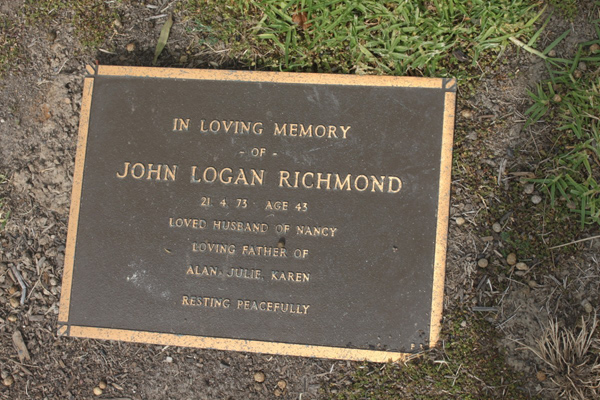 IN LOVING MEMORY
- OF -
JOHN LOGAN RICHMOND
21. 4. 73 AGE 43
LOVED HUSBAND OF NANCY
LOVING FATHER OF
ALAN, JULIE, KAREN
RESTING PEACEFULLY